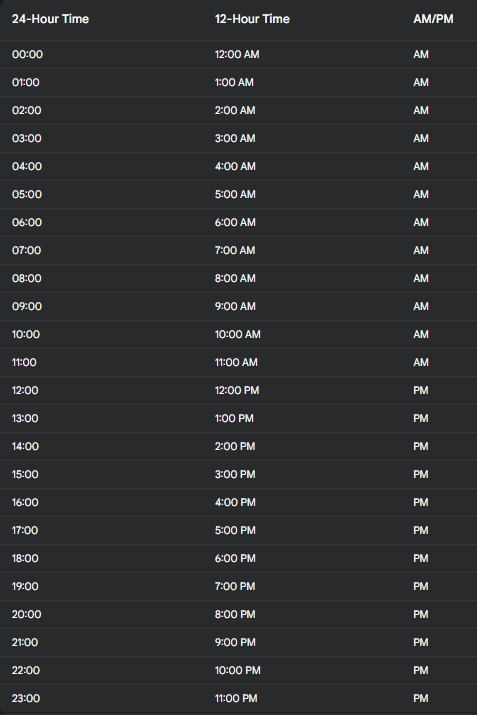 24-Hour Time 12-Hour Time AM/PM
00:00 12:00 AM AM
01:00 1:00 AM AM
02:00 2:00 AM AM
03:00 3:00 AM AM
04:00 4:00 AM AM
05:00 5:00 AM AM
06:00 6:00 AM AM
07:00 7:00 AM AM
08:00 8:00 AM AM
09:00 9:00 AM AM
10:00 10:00 AM AM
11:00 11:00 AM AM
12:00 12:00 PM PM
13:00 1:00 PM PM
14:00 2:00 PM PM
15:00 3:00 PM PM
16:00 4:00 PM PM
17:00 5:00 PM PM
18:00 6:00 PM PM
19:00 7:00 PM PM
20:00 8:00 PM PM
21:00 9:00 PM PM
22:00 10:00 PM PM
23:00 11:00 PM PM